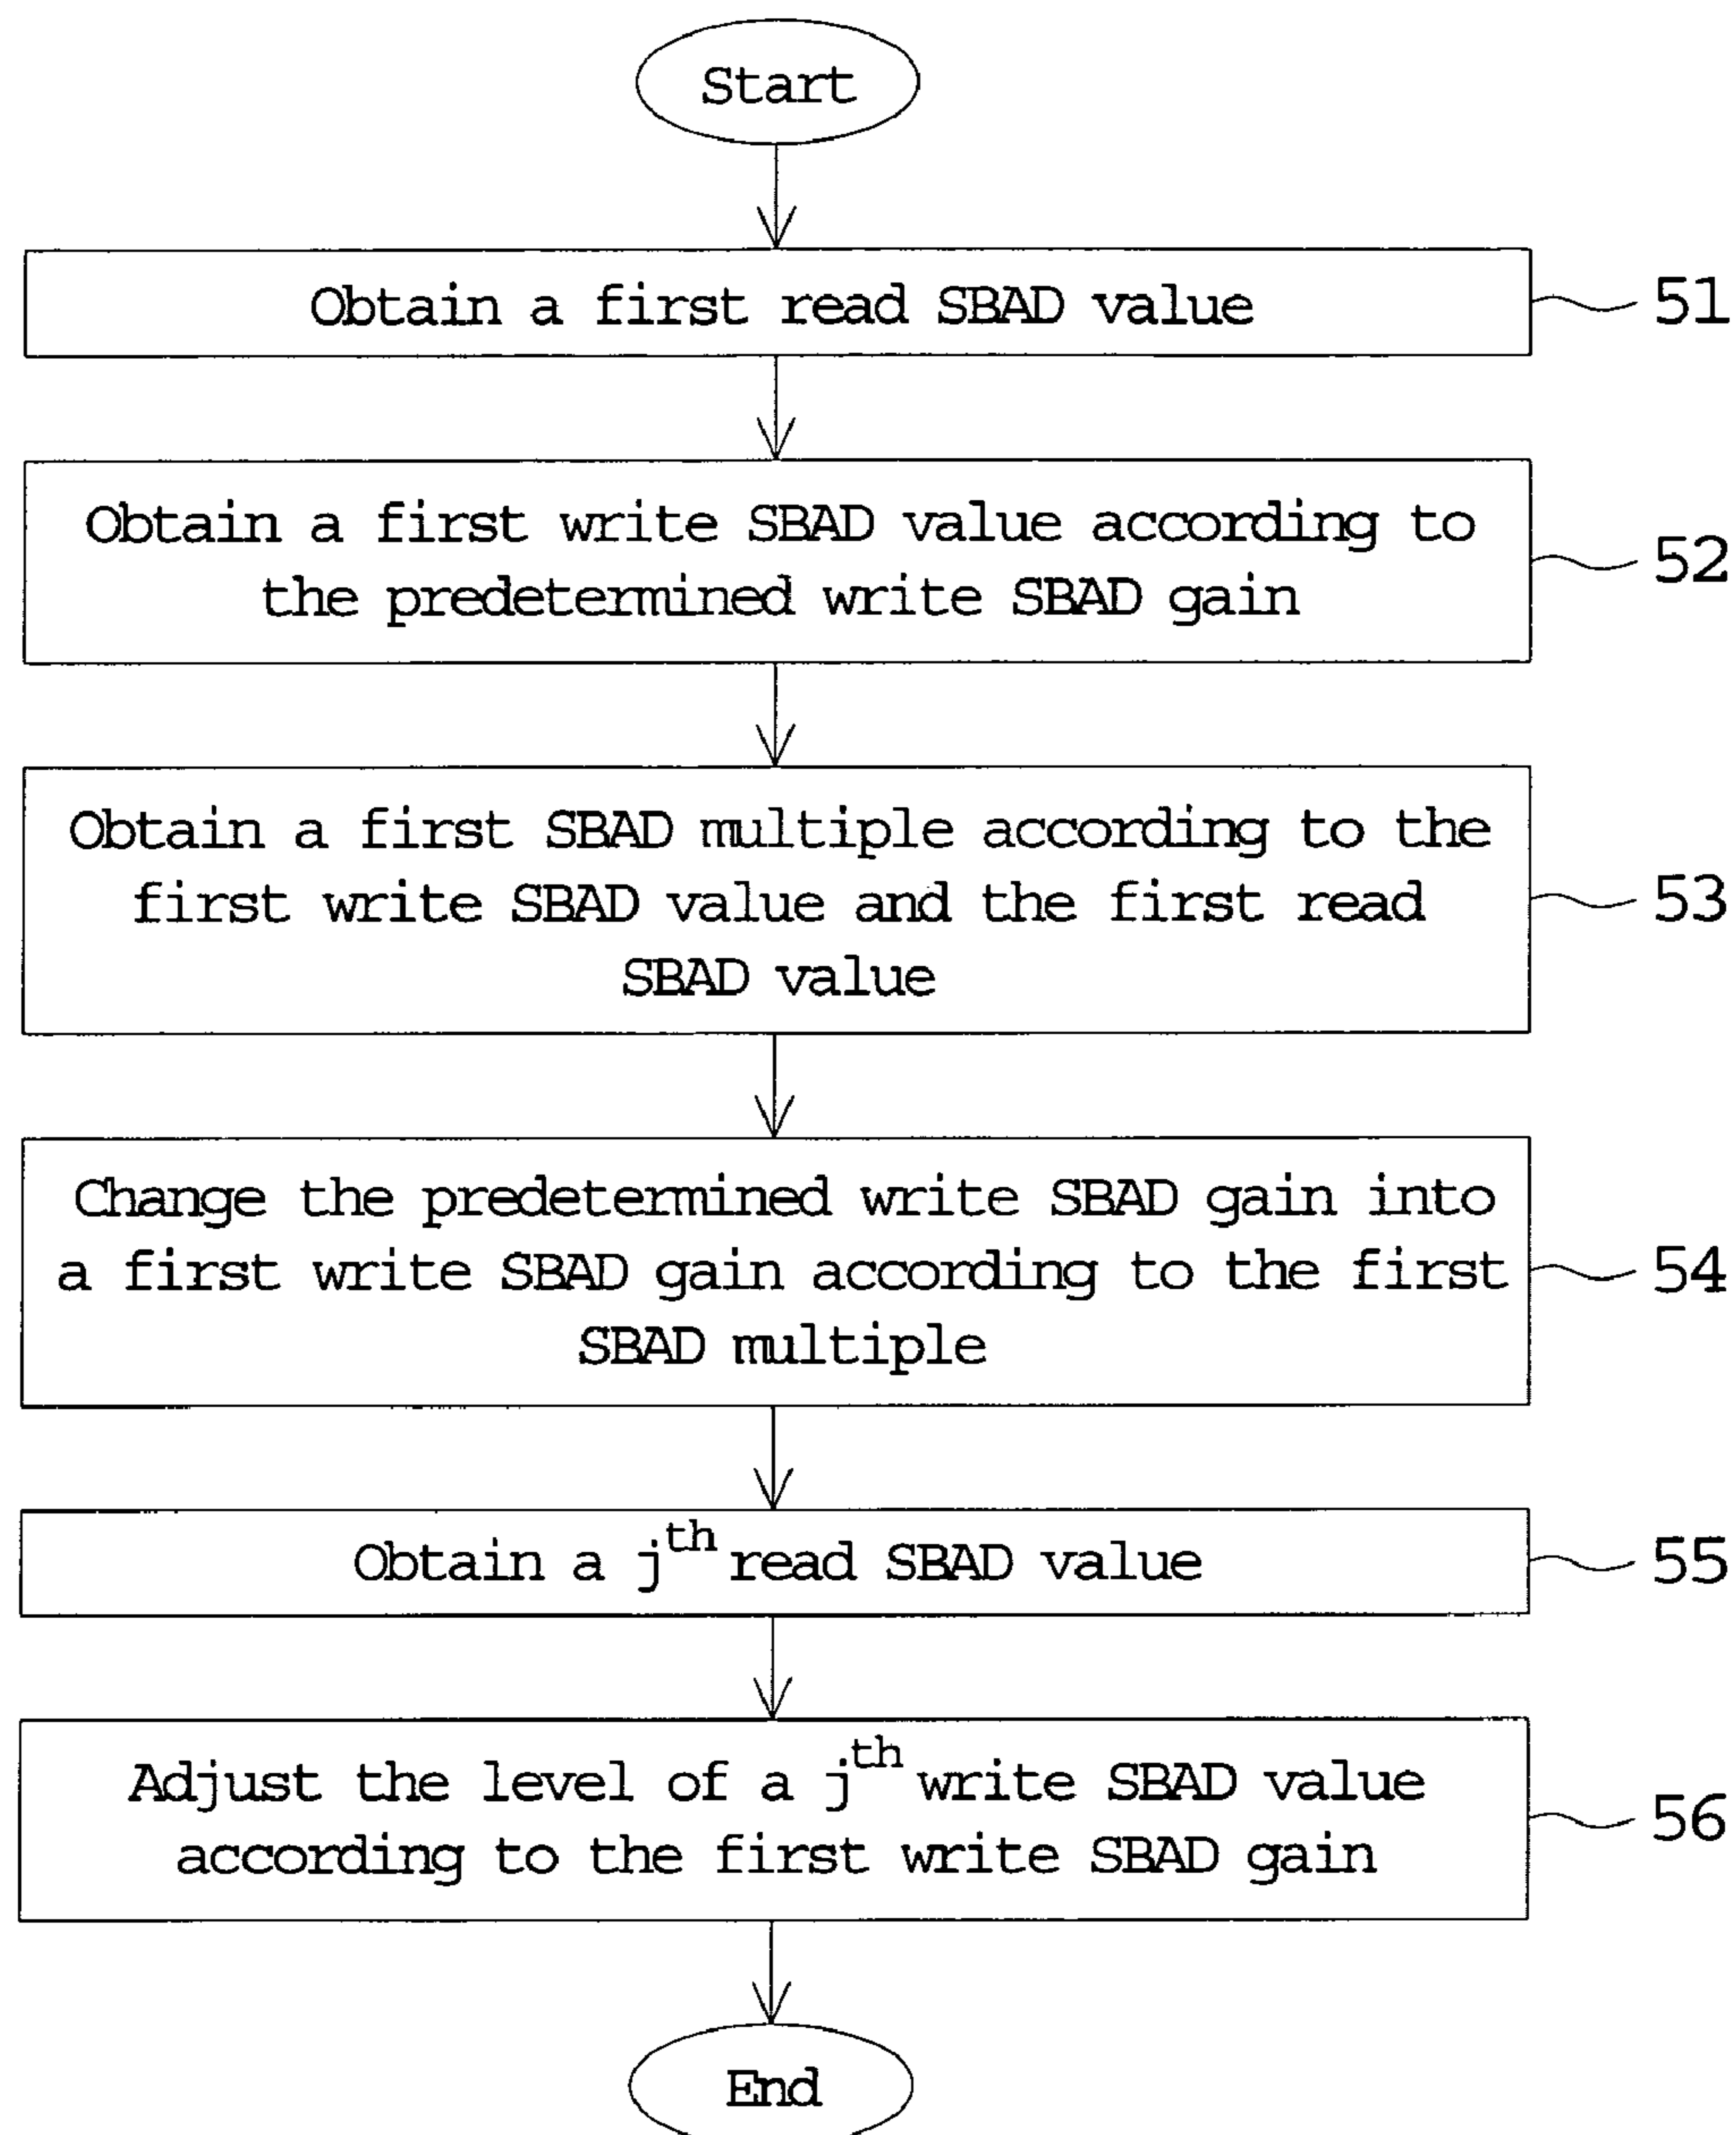 Start
Obtain a first read SBAD value
51
Obtain a first write SBAD value according to
the predetermined write SBAD gain
52
Obtain a first SBAD multiple according to the
first write SBAD value and the first read
SBAD value
53
Change the predetermined write SBAD gain into
a first write SBAD gain according to the first
SBAD multiple
54
Obtain a jth read SBAD value
55
Adjust the level of a jth write SBAD value
according to the first write SBAD gain
56
End